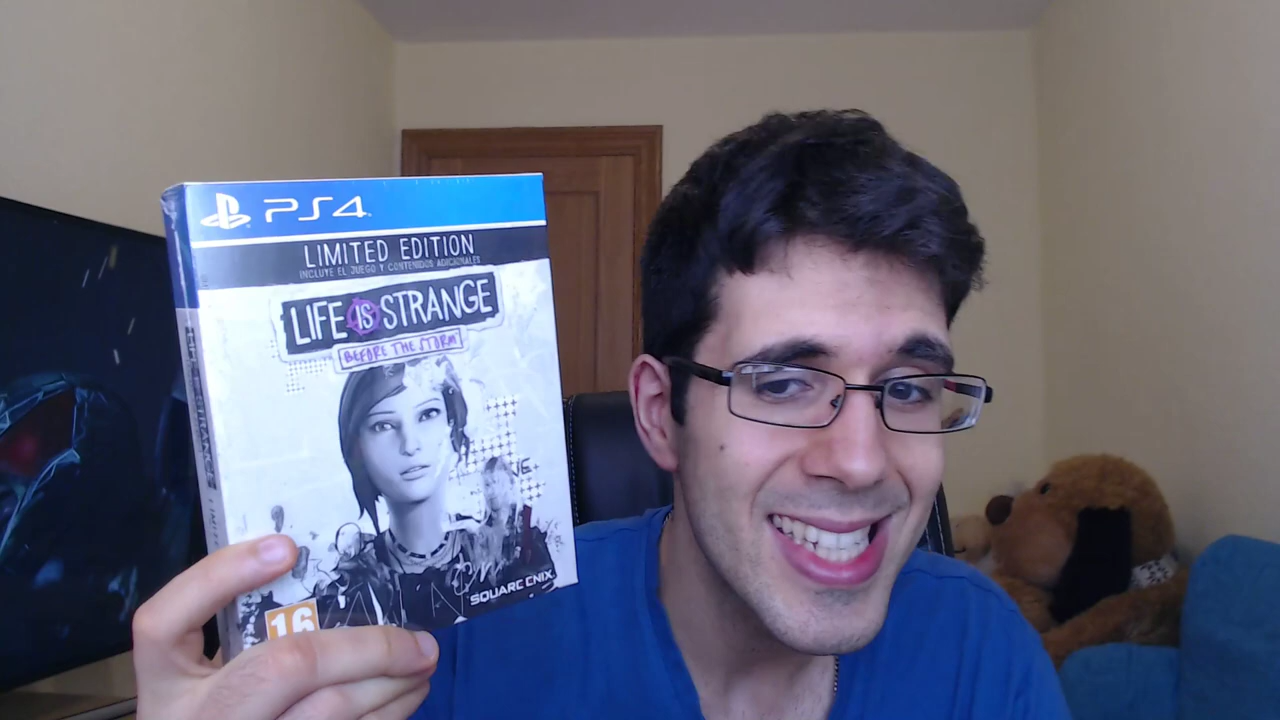 PS4
LIMITED EDITION
INCLUYE EL JUEGO Y CONTENIDOS ADICIONALES
LIFE IS STRANGE
BEFORE THE STORM
SQUARE ENIX
16